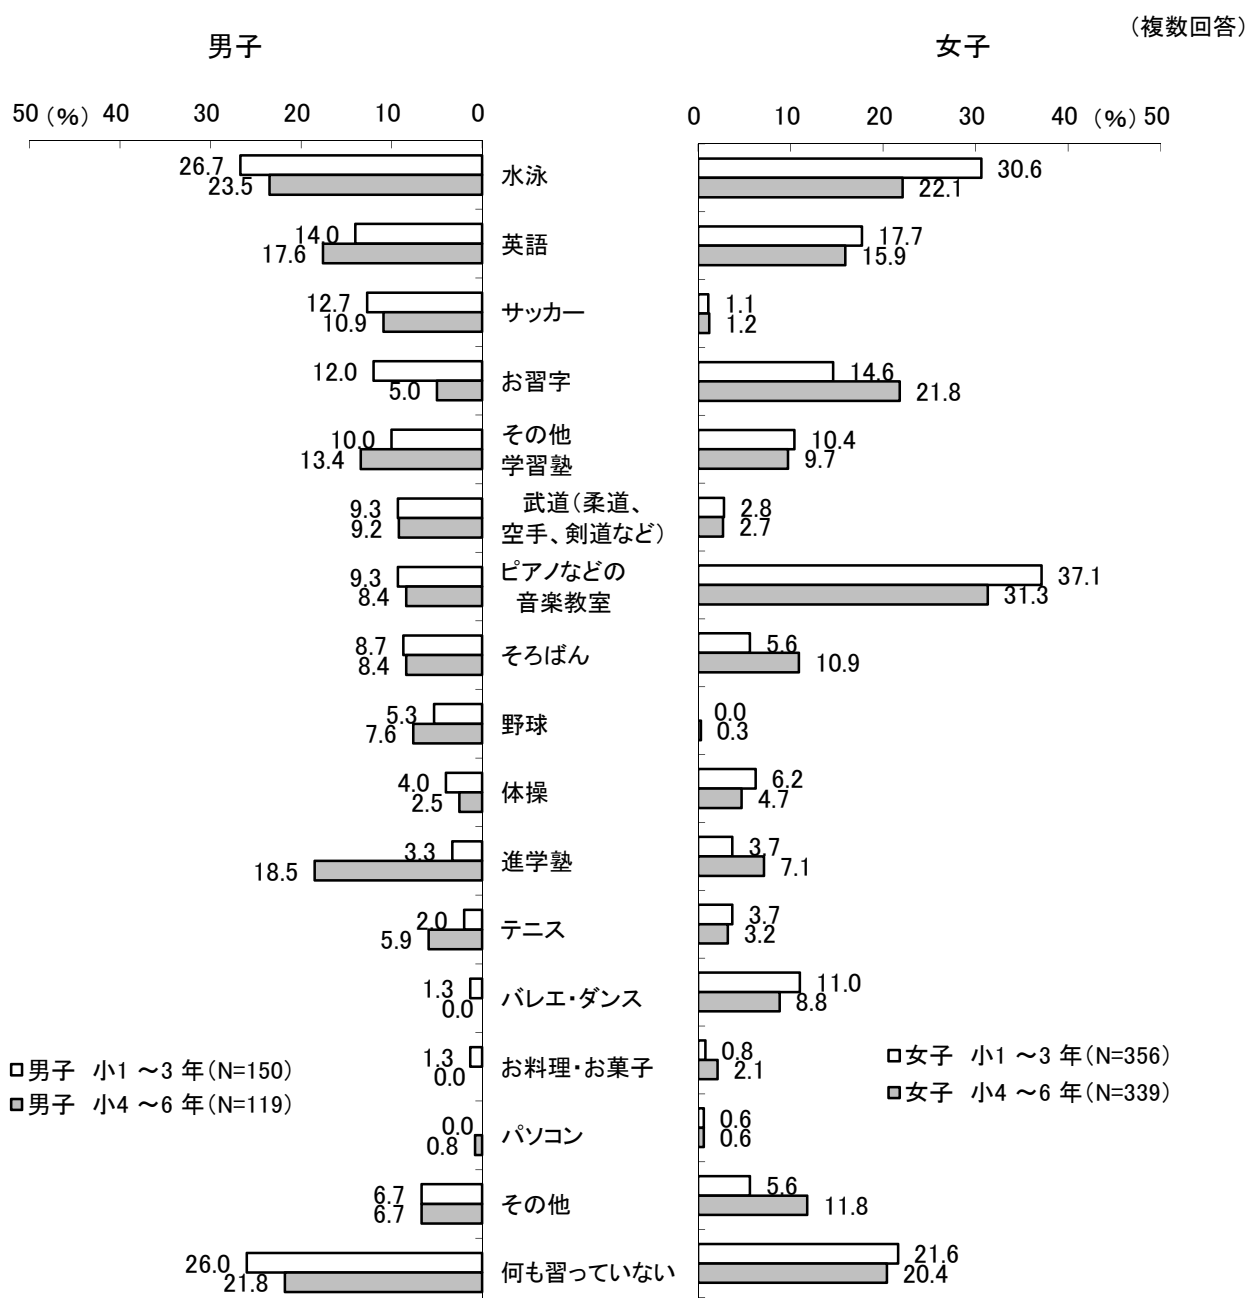 (複数回答)
男子
女子
50 (%) 40 30 20 10 0
0 10 20 30 (%) 50
40
26.7
23.5
水泳
30.6
22.1
14.0
17.6
英語
17.7
15.9
12.7
10.9
サッカー
1.1
1.2
12.0
5.0
お習字
14.6
21.8
10.0
13.4
その他
学習塾
10.4
9.7
9.3
9.2
武道(柔道、
空手、剣道など)
2.8
2.7
9.3
8.4
ピアノなどの
音楽教室
37.1
31.3
8.7
8.4
そろばん
5.6
10.9
5.3
7.6
野球
0.0
0.3
4.0
2.5
体操
6.2
4.7
3.3
18.5
進学塾
3.7
7.1
2.0
5.9
テニス
3.7
3.2
1.3
0.0
バレエ・ダンス
11.0
8.8
1.3
0.0
お料理・お菓子
0.8
2.1
0.0
0.8
パソコン
0.6
0.6
6.7
6.7
その他
5.6
11.8
26.0
21.8
何も習っていない
21.6
20.4
男子 小1 ~3 年(N=150)
男子 小4 ~6 年(N=119)
女子 小1 ~3 年(N=356)
女子 小4 ~6 年(N=339)